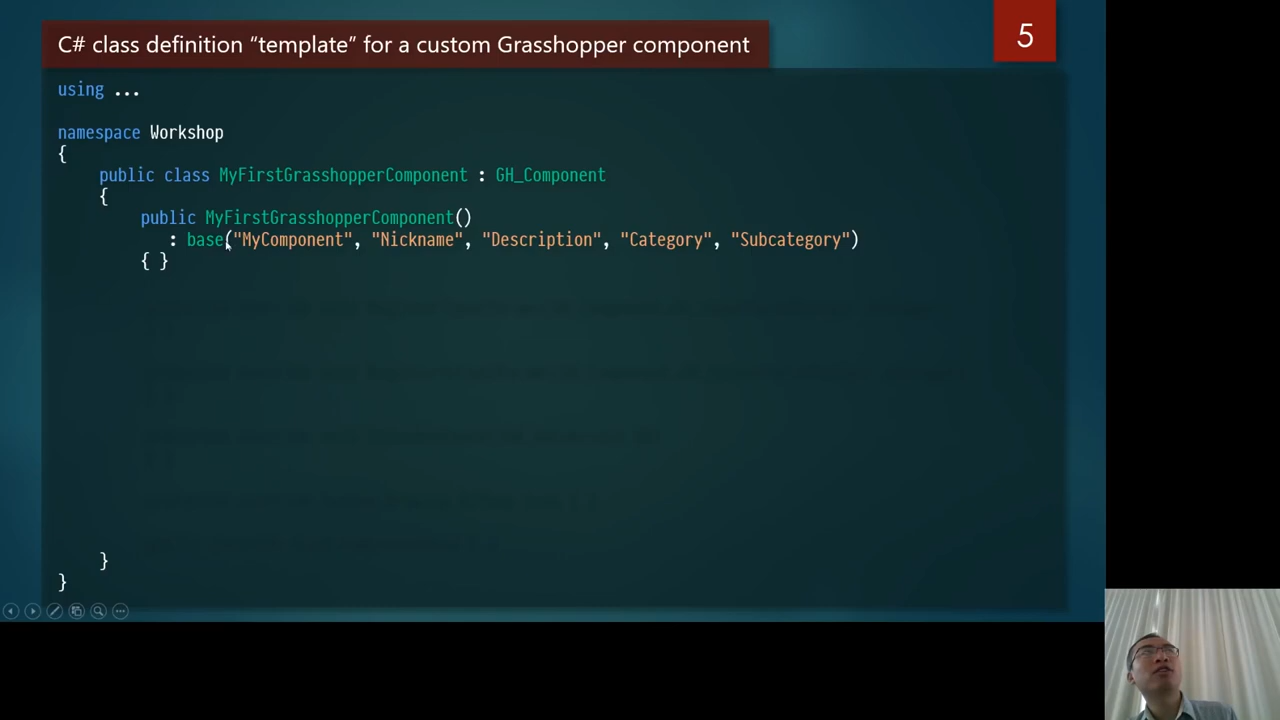 C# class definition “template” for a custom Grasshopper component
5
using ...
namespace Workshop
{
public class MyFirstGrasshopperComponent : GH_Component
{
public MyFirstGrasshopperComponent()
: base("MyComponent", "Nickname", "Description", "Category", "Subcategory")
{ }
}
}